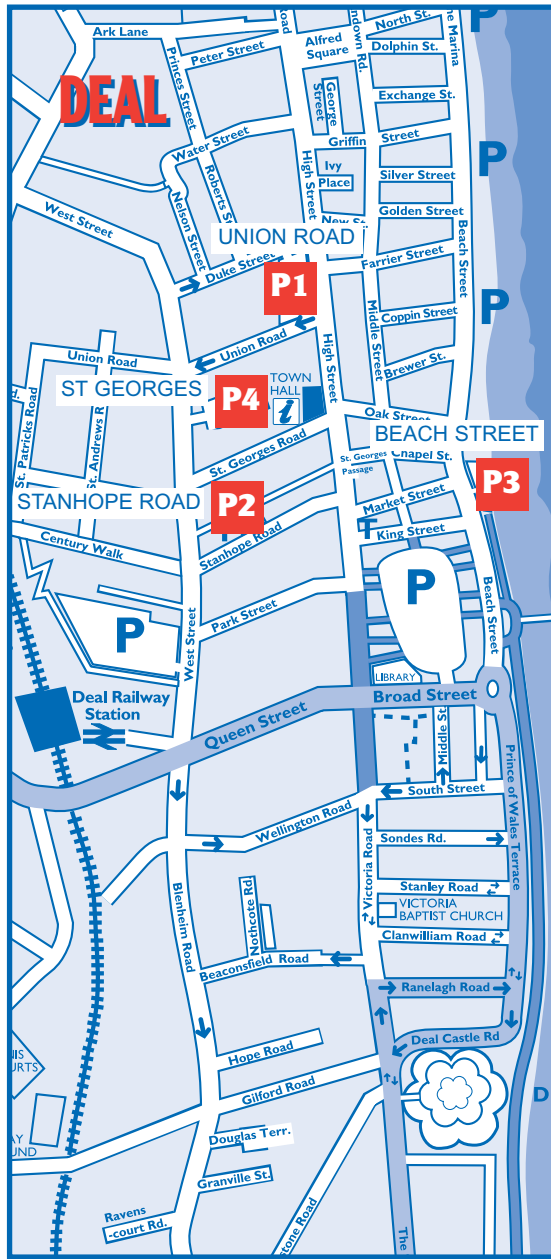 Ark Lane
Road
North St.
The Marina
P
Peter Street
Alfred
Square
Dolphin St.
DEAL
Princes Street
George
Street
Exchange St.
Water Street
Griffin Street
P
High Street
Ivy
Place
Silver Street
Roberts St.
Nelson Street
West Street
Golden Street
New St.
UNION ROAD
Beach Street
Duke Street
Farrier Street
P1
P
Coppin Street
Middle Street
Union Road
Union Road
High Street
Brewer St.
ST GEORGES
P4
TOWN
HALL
i
Oak Street
BEACH STREET
St. Patricks Road
St. Andrews
St. Georges Road
St. Georges
Passage
Chapel St.
P3
STANHOPE ROAD
P2
Market Street
T
King Street
Century Walk
Stanhope Road
P
Beach Street
Park Street
P
West Street
LIBRARY
Deal Railway
Station
Queen Street
Broad Street
Middle St.
Prince of Wales Terrace
South Street
Wellington Road
Sondes Rd.
Victoria Road
Stanley Road
VICTORIA
BAPTIST CHURCH
Blenheim Road
Nothcote Rd
Clanwilliam Road
Beaconsfield Road
Ranelagh Road
Deal Castle Rd
Hope Road
Gilford Road
D
Douglas Terr.
Granville St.
Ravens
-court Rd.
The